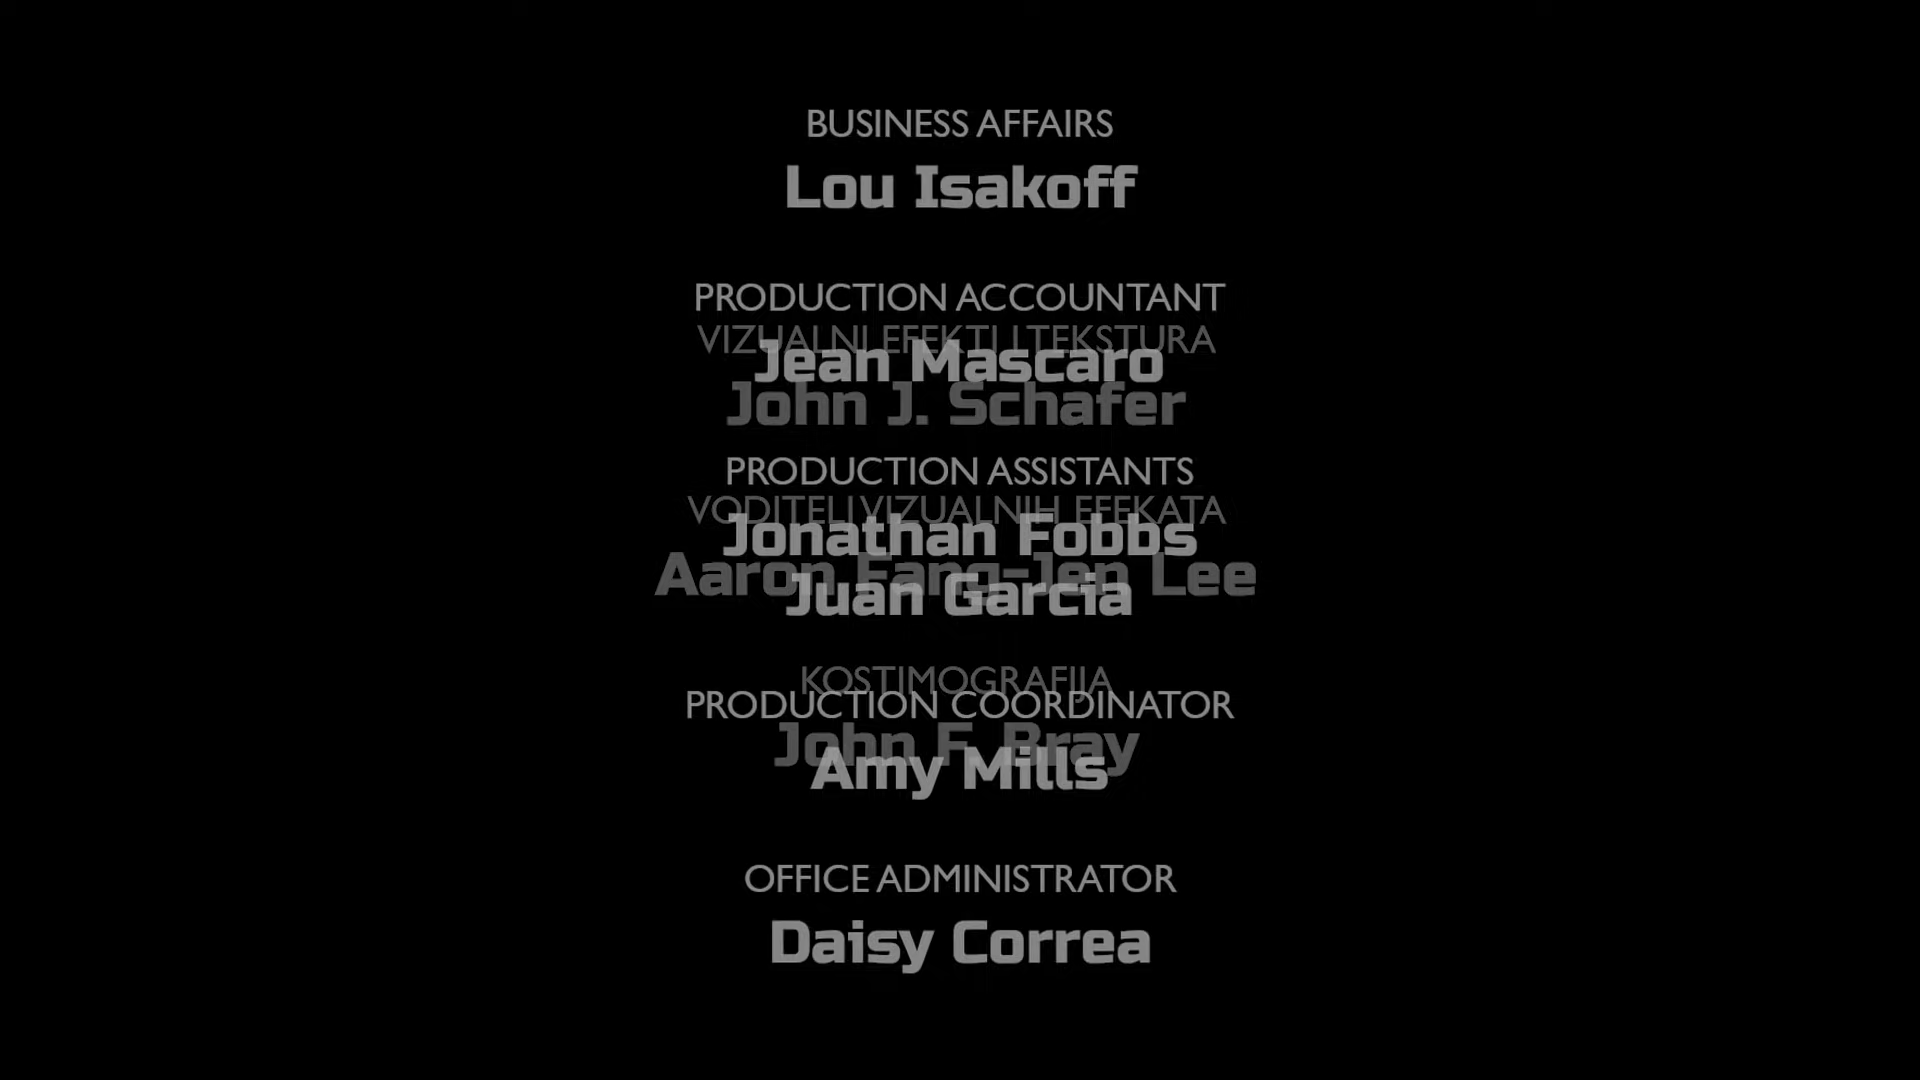 BUSINESS AFFAIRS
Lou Isakoff
PRODUCTION ACCOUNTANT
VIZUALNI EFEKTI I TEKSTURA
Jean Mascaro
John J. Schafer
PRODUCTION ASSISTANTS
VODITELJ VIZUALNIH EFEKATA
Jonathan Fobbs
Aaron Fang-Jen Lee
Juan Garcia
KOSTIMOGRAFIJA
PRODUCTION COORDINATOR
John F. Bray
Amy Mills
OFFICE ADMINISTRATOR
Daisy Correa